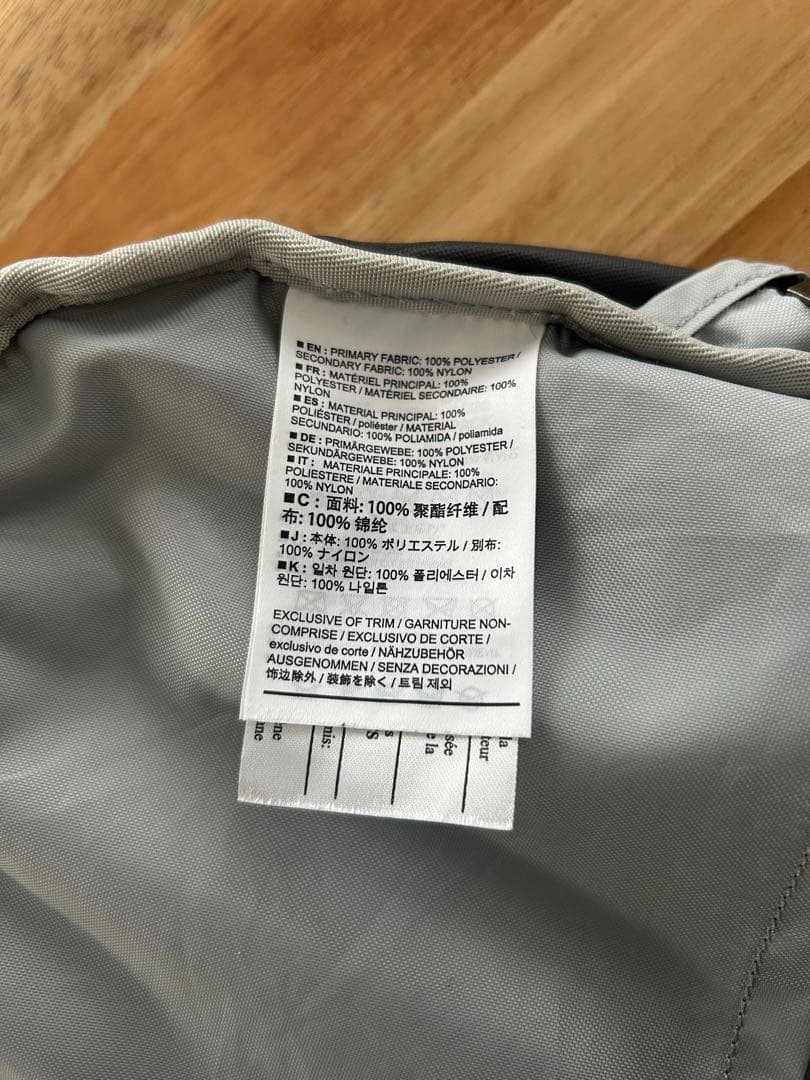 ■ EN : PRIMARY FABRIC: 100% POLYESTER /
SECONDARY FABRIC: 100% NYLON
■ FR : MATÉRIEL PRINCIPAL: 100%
POLYESTER / MATÉRIEL SECONDAIRE: 100%
NYLON
■ ES : MATERIAL PRINCIPAL: 100%
POLIÉSTER / poliéster / MATERIAL
SECUNDARIO: 100% POLIAMIDA / poliamida
■ DE : PRIMÄRGEWEBE: 100% POLYESTER /
SEKUNDÄRGEWEBE: 100% NYLON
■ IT : MATERIALE PRINCIPALE: 100%
POLIESTERE / MATERIALE SECONDARIO:
100% NYLON
■ C : 面料: 100% 聚酯纤维 / 配
布: 100% 锦纶
■ J : 本体: 100% ポリエステル / 別布:
100% ナイロン
■ K : 일차 원단: 100% 폴리에스터 / 이차
원단: 100% 나일론
EXCLUSIVE OF TRIM / GARNITURE NON-
COMPRISE / EXCLUSIVO DE CORTE /
exclusivo de corte / NÄHZUBEHÖR
AUSGENOMMEN / SENZA DECORAZIONI /
饰边除外 / 装飾を除く / 트림 제외